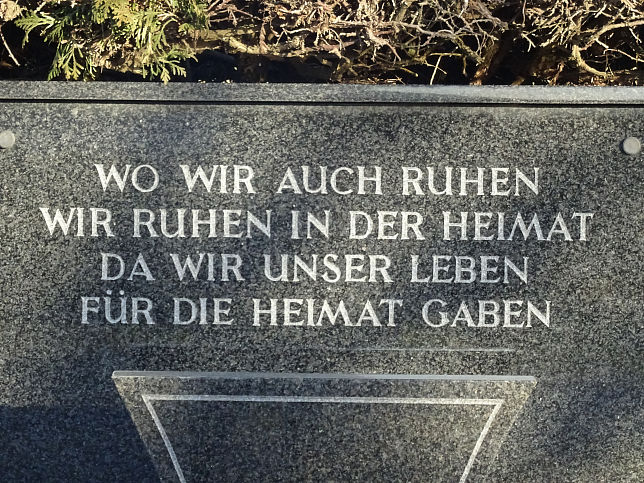 WO WIR AUCH RUHEN
WIR RUHEN IN DER HEIMAT
DA WIR UNSER LEBEN
FÜR DIE HEIMAT GABEN